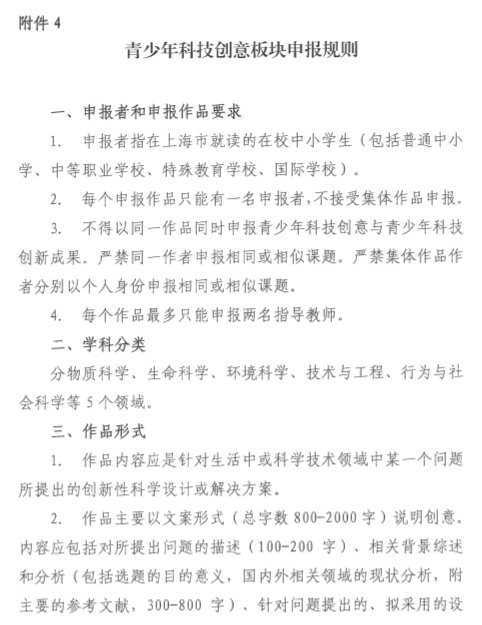 附件 4
青少年科技创意板块申报规则
一、申报者和申报作品要求
1. 申报者指在上海市就读的在校中小学生（包括普通中小
学、中等职业学校、特殊教育学校、国际学校）。
2. 每个申报作品只能有一名申报者,不接受集体作品申报。
3. 不得以同一作品同时申报青少年科技创意与青少年科技
创新成果。严禁同一作者申报相同或相似课题。严禁集体作品作
者分别以个人身份申报相同或相似课题。
4. 每个作品最多只能申报两名指导教师。
二、学科分类
分物质科学、生命科学、环境科学、技术与工程、行为与社
会科学等 5 个领域。
三、作品形式
1. 作品内容应是针对生活中或科学技术领域中某一个问题
所提出的创新性科学设计或解决方案。
2. 作品主要以文案形式（总字数 800-2000 字）说明创意。
内容应包括对所提出问题的描述（100-200 字）、相关背景综述
和分析（包括选题的目的意义，国内外相关领域的现状分析，附
主要的参考文献，300-800 字）、针对问题提出的、拟采用的设